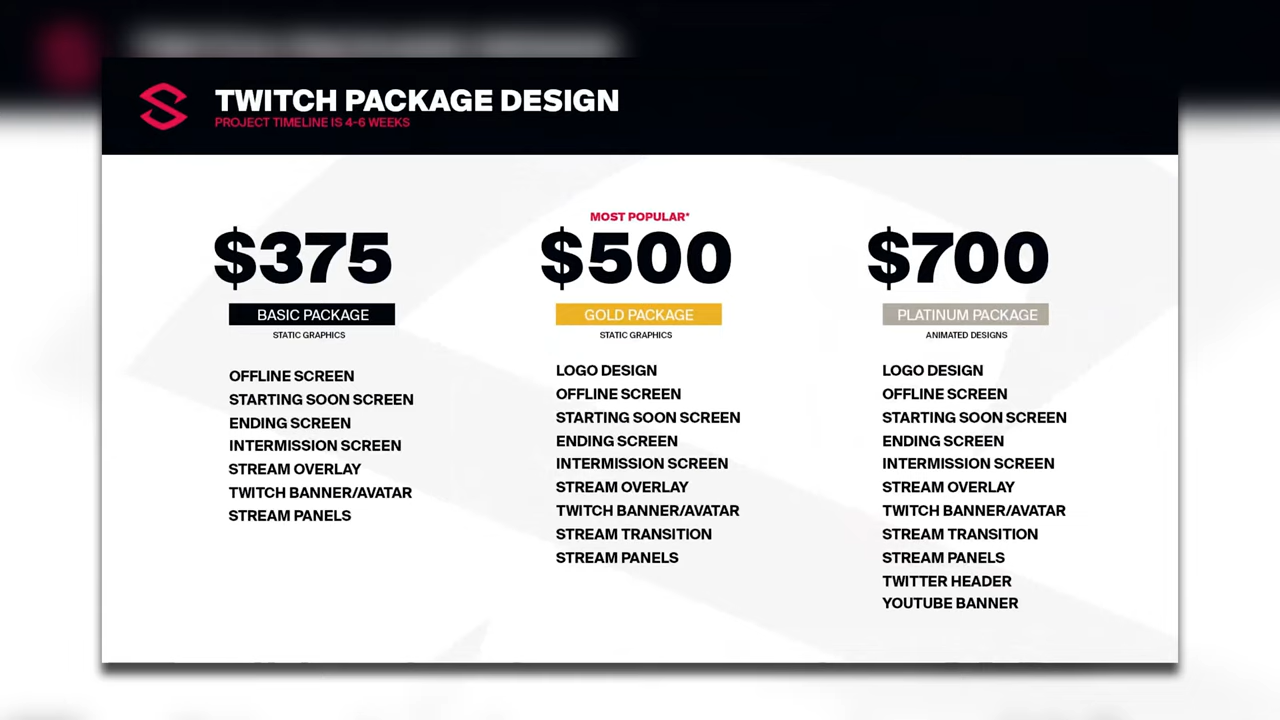 TWITCH PACKAGE DESIGN
PROJECT TIMELINE IS 4-6 WEEKS
$375
BASIC PACKAGE
STATIC GRAPHICS
OFFLINE SCREEN
STARTING SOON SCREEN
ENDING SCREEN
INTERMISSION SCREEN
STREAM OVERLAY
TWITCH BANNER/AVATAR
STREAM PANELS
MOST POPULAR*
$500
GOLD PACKAGE
STATIC GRAPHICS
LOGO DESIGN
OFFLINE SCREEN
STARTING SOON SCREEN
ENDING SCREEN
INTERMISSION SCREEN
STREAM OVERLAY
TWITCH BANNER/AVATAR
STREAM TRANSITION
STREAM PANELS
$700
PLATINUM PACKAGE
ANIMATED DESIGNS
LOGO DESIGN
OFFLINE SCREEN
STARTING SOON SCREEN
ENDING SCREEN
INTERMISSION SCREEN
STREAM OVERLAY
TWITCH BANNER/AVATAR
STREAM TRANSITION
STREAM PANELS
TWITTER HEADER
YOUTUBE BANNER